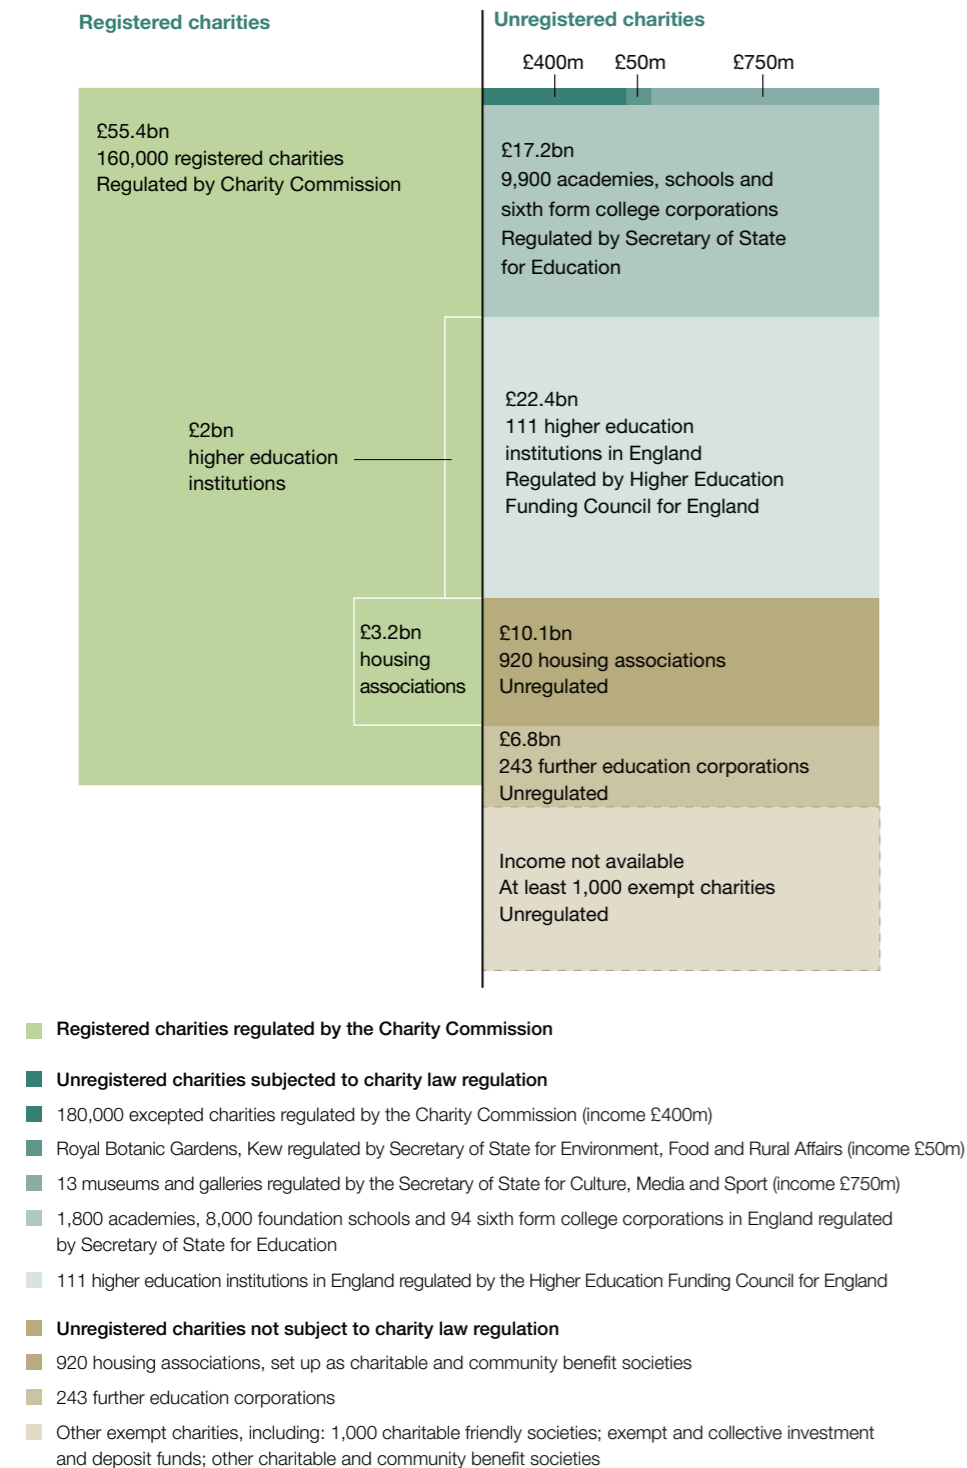 Registered charities
Unregistered charities
£400m
£50m
£750m
£55.4bn
160,000 registered charities
Regulated by Charity Commission
£17.2bn
9,900 academies, schools and
sixth form college corporations
Regulated by Secretary of State
for Education
£2bn
higher education
institutions
£22.4bn
111 higher education
institutions in England
Regulated by Higher Education
Funding Council for England
£3.2bn
housing
associations
£10.1bn
920 housing associations
Unregulated
£6.8bn
243 further education corporations
Unregulated
Income not available
At least 1,000 exempt charities
Unregulated
Registered charities regulated by the Charity Commission
Unregistered charities subjected to charity law regulation
180,000 excepted charities regulated by the Charity Commission (income £400m)
Royal Botanic Gardens, Kew regulated by Secretary of State for Environment, Food and Rural Affairs (income £50m)
13 museums and galleries regulated by the Secretary of State for Culture, Media and Sport (income £750m)
1,800 academies, 8,000 foundation schools and 94 sixth form college corporations in England regulated
by Secretary of State for Education
111 higher education institutions in England regulated by the Higher Education Funding Council for England
Unregistered charities not subject to charity law regulation
920 housing associations, set up as charitable and community benefit societies
243 further education corporations
Other exempt charities, including: 1,000 charitable friendly societies; exempt and collective investment
and deposit funds; other charitable and community benefit societies